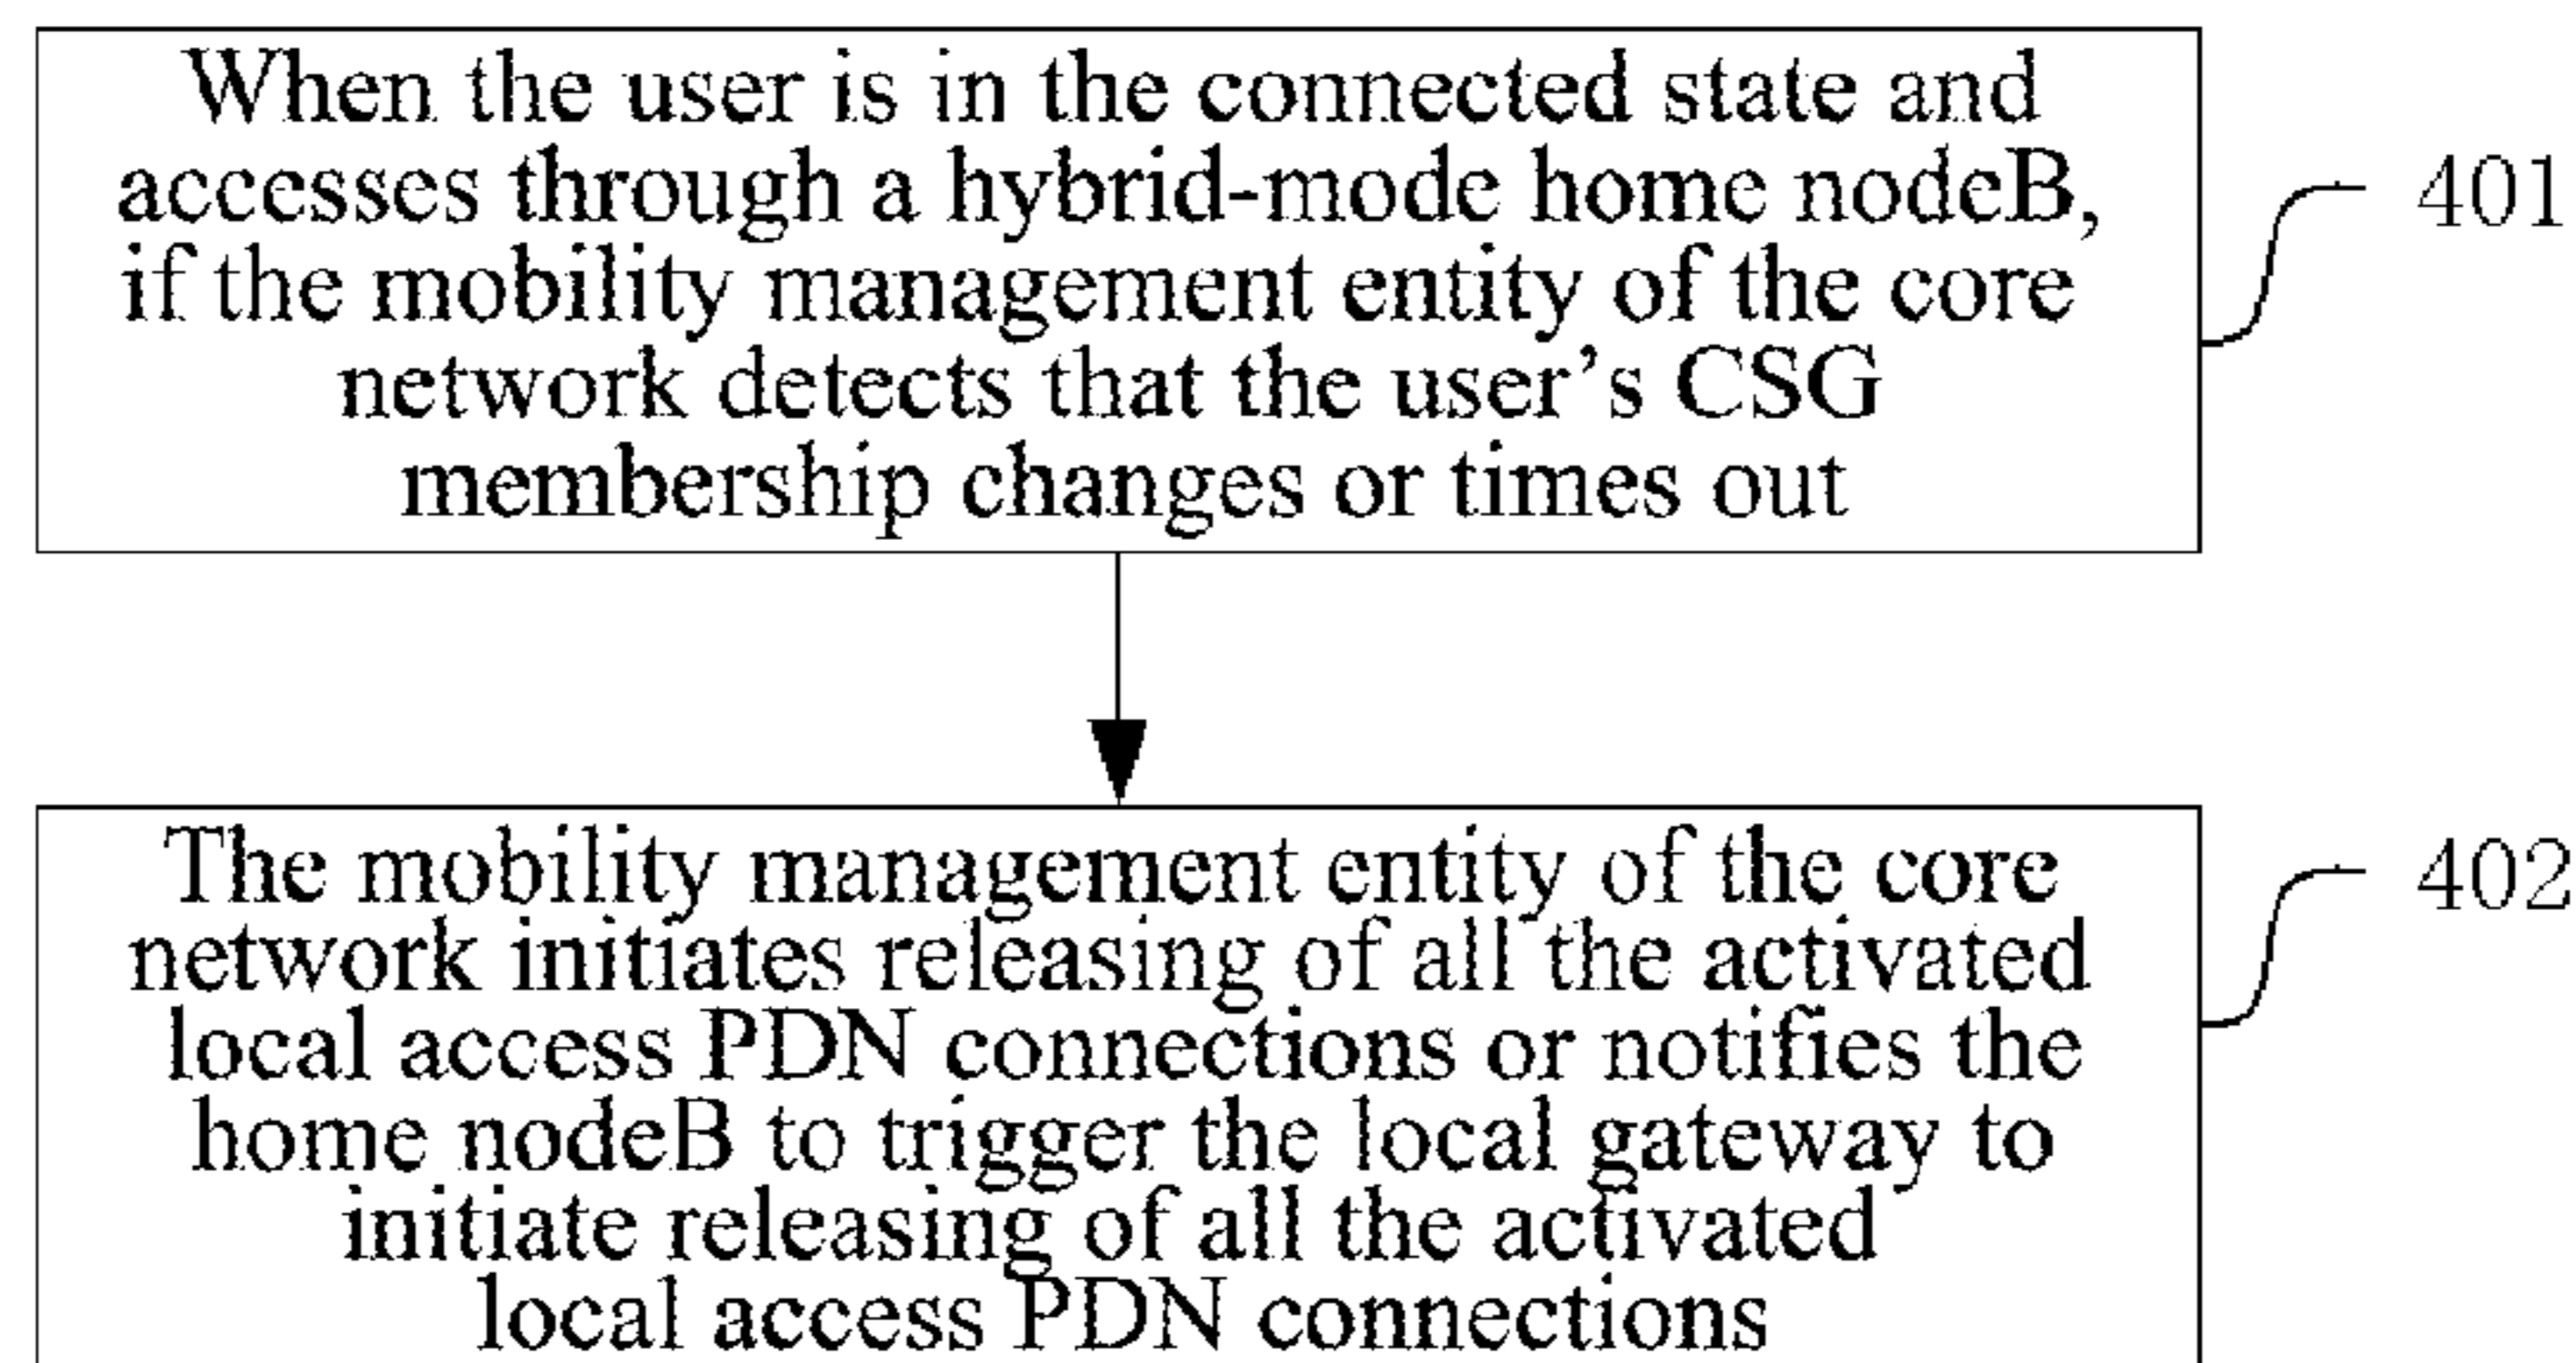 When the user is in the connected state and
accesses through a hybrid-mode home nodeB,
if the mobility management entity of the core
network detects that the user’s CSG
membership changes or times out
401
The mobility management entity of the core
network initiates releasing of all the activated
local access PDN connections or notifies the
home nodeB to trigger the local gateway to
initiate releasing of all the activated
local access PDN connections
402